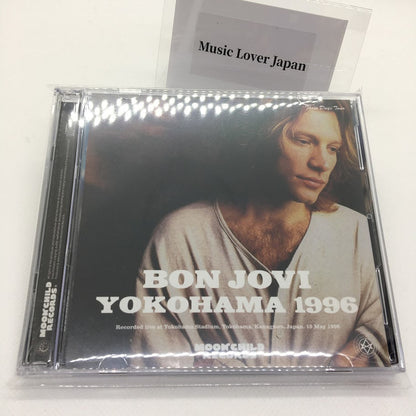 Music Lover Japan
These Days Tour
BON JOVI
YOKOHAMA 1996
Recorded live at Yokohama Stadium, Yokohama, Kanagawa, Japan. 18 May 1996
MOONCHILD
RECORDS
MOONCHILD
RECORDS